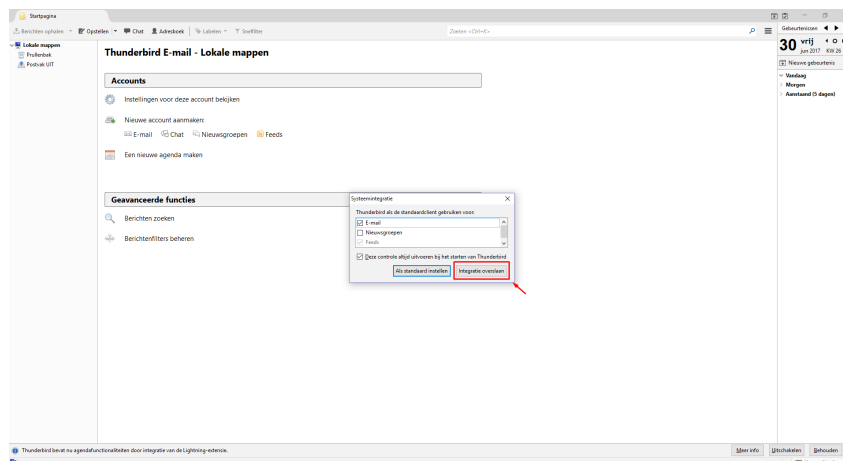 Startpagina
Berichten ophalen Opstellen Chat Adresboek Labelen Snelfilter Zoeken <Ctrl+K>
Lokale mappen
Prullenbak
Postvak UIT
Thunderbird E-mail - Lokale mappen
Accounts
Instellingen voor deze account bekijken
Nieuwe account aanmaken:
E-mail Chat Nieuwsgroepen Feeds
Een nieuwe agenda maken
Geavanceerde functies
Berichten zoeken
Berichtenfilters beheren
Systeemintegratie
Thunderbird als de standaardclient gebruiken voor:
E-mail
Nieuwsgroepen
Feeds
Deze controle altijd uitvoeren bij het starten van Thunderbird
Als standaard instellen Integratie overslaan
Gebeurtenissen
30 vrij
jun 2017 KW 26
Nieuwe gebeurtenis
Vandaag
Morgen
Aanstaand (5 dagen)
Thunderbird bevat nu agendafunctionaliteiten door integratie van de Lightning-extensie. Meer info Uitschakelen Behouden